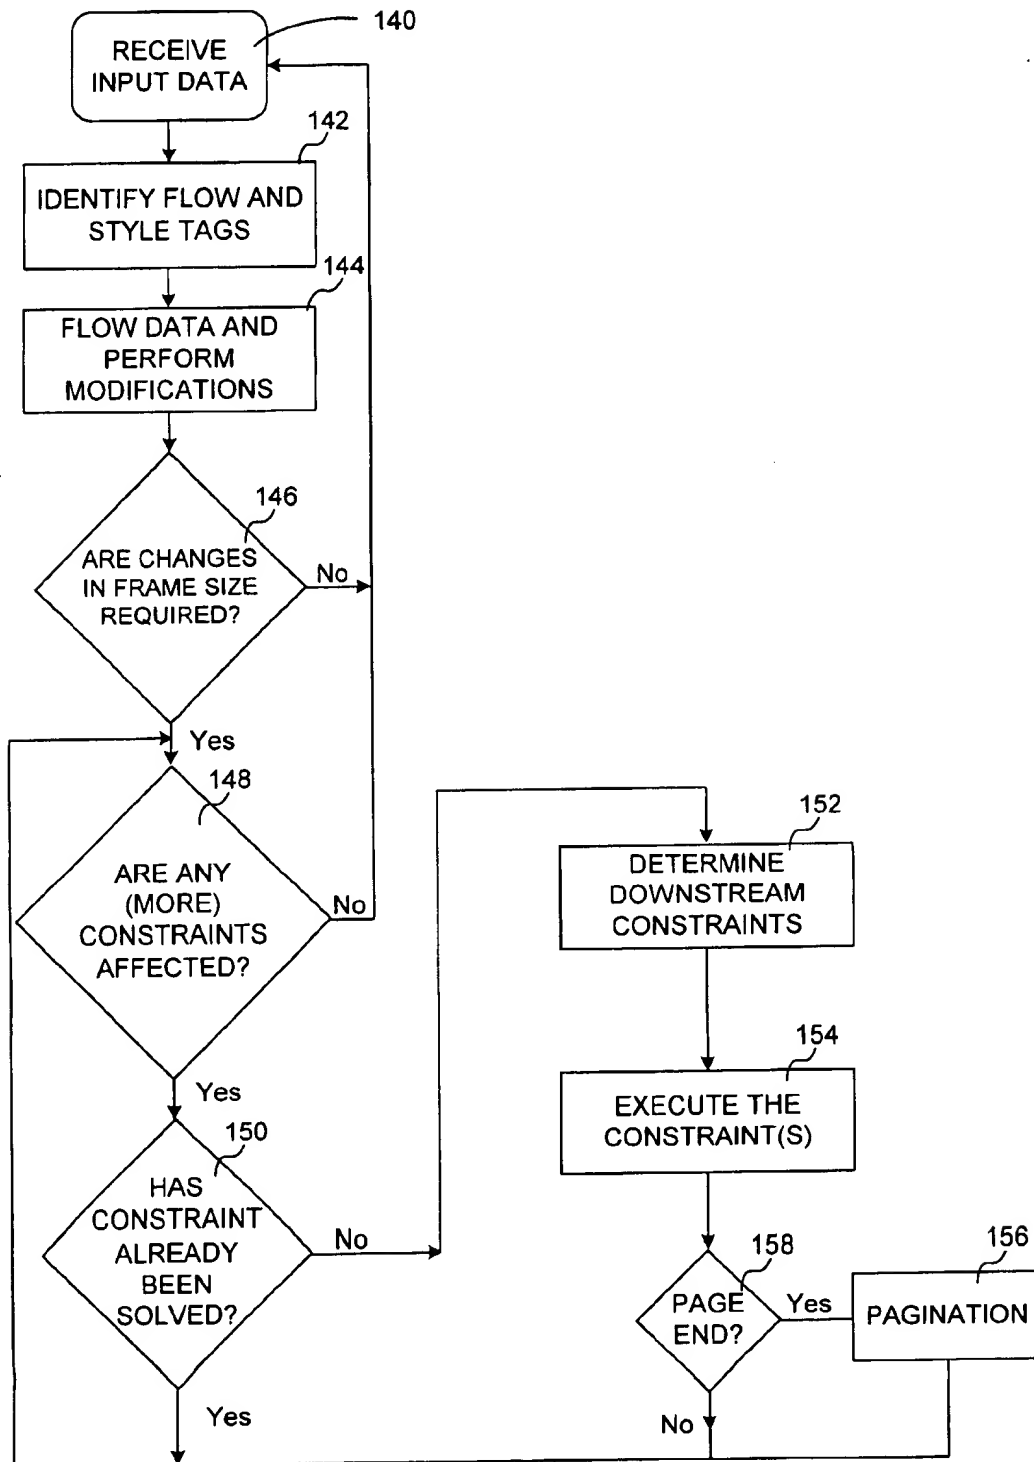 140
RECEIVE
INPUT DATA
142
IDENTIFY FLOW AND
STYLE TAGS
144
FLOW DATA AND
PERFORM
MODIFICATIONS
146
ARE CHANGES
IN FRAME SIZE
REQUIRED?
No
Yes
148
ARE ANY
(MORE)
CONSTRAINTS
AFFECTED?
No
Yes
150
HAS
CONSTRAINT
ALREADY
BEEN
SOLVED?
No
Yes
152
DETERMINE
DOWNSTREAM
CONSTRAINTS
154
EXECUTE THE
CONSTRAINT(S)
158
PAGE
END?
Yes
No
156
PAGINATION